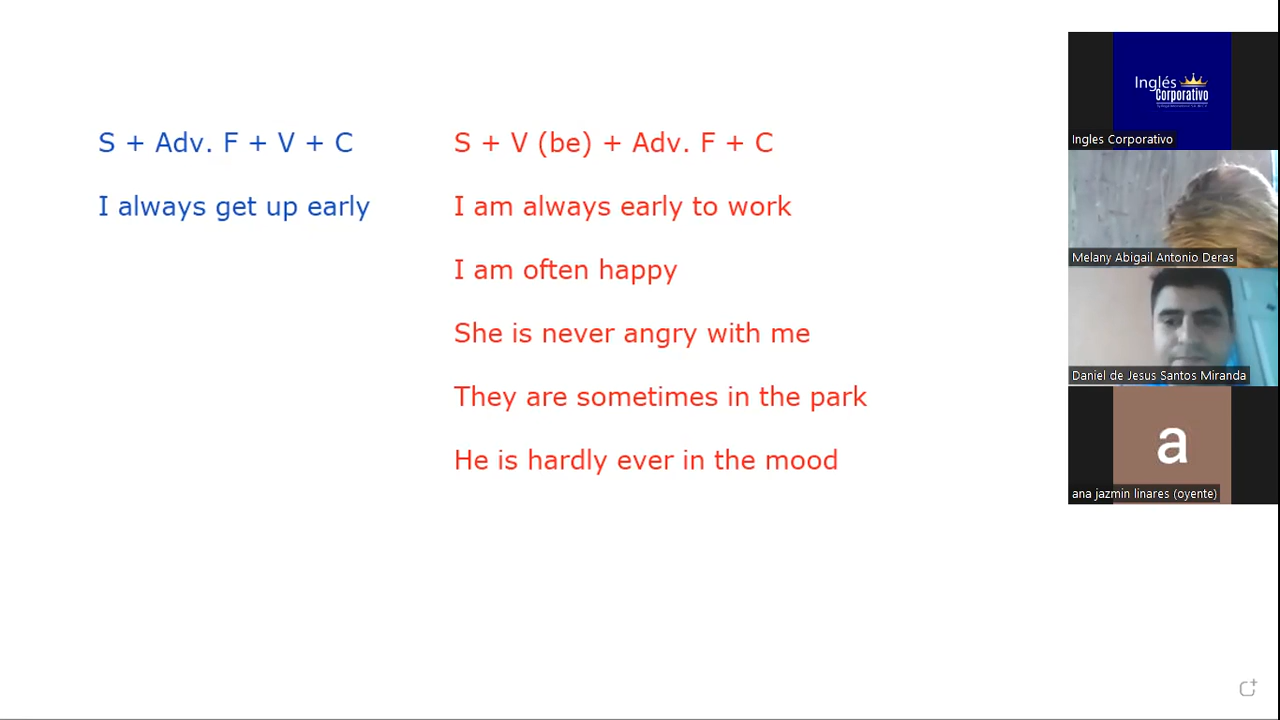 S + Adv. F + V + C
I always get up early
S + V (be) + Adv. F + C
I am always early to work
I am often happy
She is never angry with me
They are sometimes in the park
He is hardly ever in the mood
Inglés
Corporativo
Ingles Corporativo
Melany Abigail Antonio Deras
Daniel de Jesus Santos Miranda
a
ana jazmin linares (oyente)